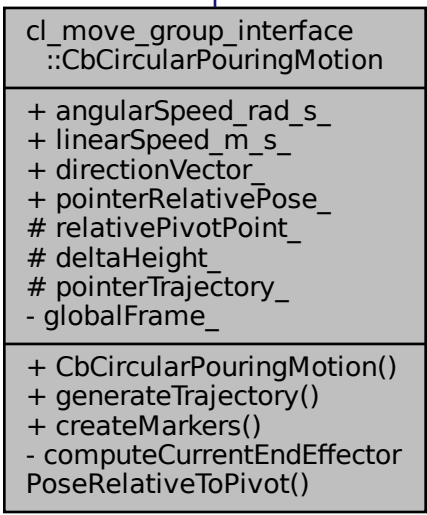 cl_move_group_interface
::CbCircularPouringMotion
+ angularSpeed_rad_s_
+ linearSpeed_m_s_
+ directionVector_
+ pointerRelativePose_
# relativePivotPoint_
# deltaHeight_
# pointerTrajectory_
- globalFrame_
+ CbCircularPouringMotion()
+ generateTrajectory()
+ createMarkers()
- computeCurrentEndEffector
PoseRelativeToPivot()